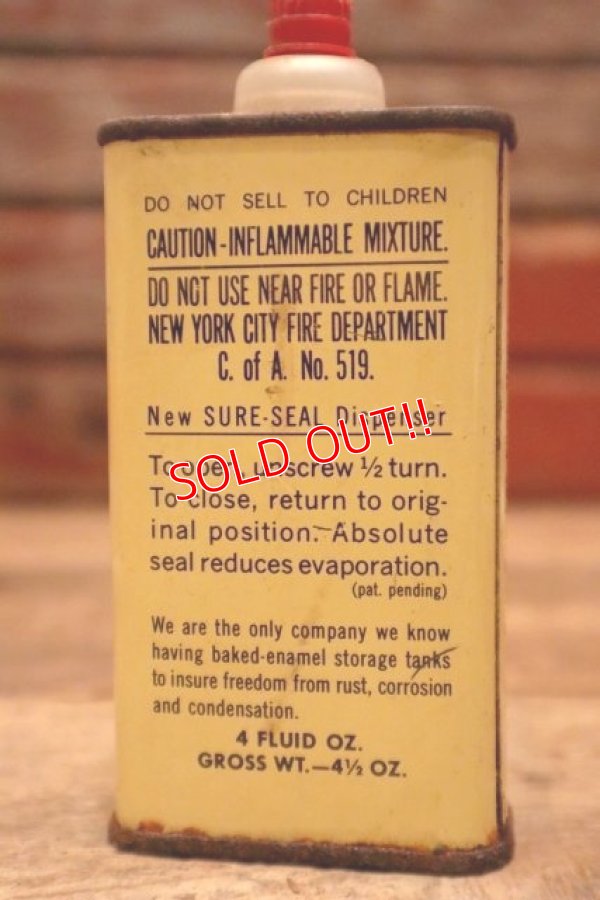 DO NOT SELL TO CHILDREN
CAUTION-INFLAMMABLE MIXTURE.
DO NOT USE NEAR FIRE OR FLAME.
NEW YORK CITY FIRE DEPARTMENT
C. of A. No. 519.
New SURE-SEAL Dispenser
SOLD OUT!!
To open, unscrew ½ turn.
To close, return to orig-
inal position. Absolute
seal reduces evaporation.
(pat. pending)
We are the only company we know
having baked-enamel storage tanks
to insure freedom from rust, corrosion
and condensation.
4 FLUID OZ.
GROSS WT.—4½ OZ.